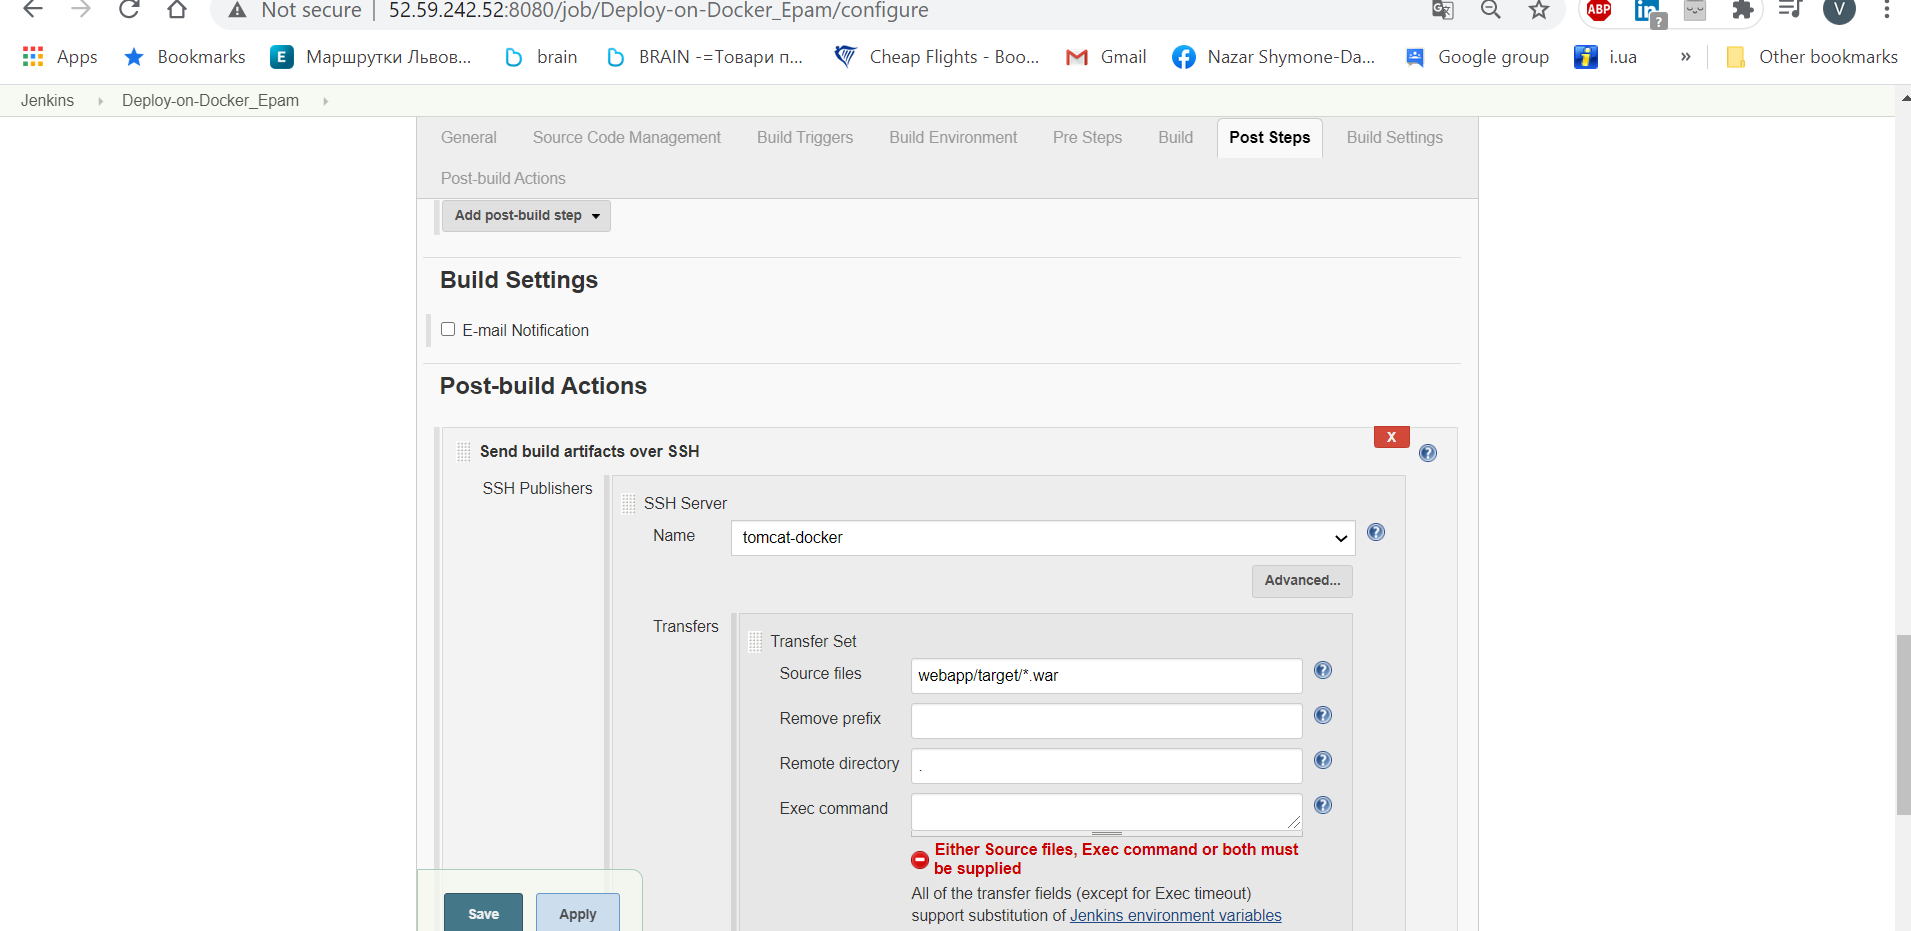 Not secure | 52.59.242.52:8080/job/Deploy-on-Docker_Epam/configure ABP in ? V
Apps Bookmarks E Маршрутки Львов... brain BRAIN -=Товари п... Cheap Flights - Boo... Gmail Nazar Shymone-Da... Google group i.ua » Other bookmarks
Jenkins Deploy-on-Docker_Epam
General Source Code Management Build Triggers Build Environment Pre Steps Build Post Steps Build Settings
Post-build Actions
Add post-build step
Build Settings
E-mail Notification
Post-build Actions
X
Send build artifacts over SSH
SSH Publishers
SSH Server
Name tomcat-docker
Advanced...
Transfers
Transfer Set
Source files webapp/target/*.war
Remove prefix
Remote directory .
Exec command
Either Source files, Exec command or both must
be supplied
All of the transfer fields (except for Exec timeout)
support substitution of Jenkins environment variables
Save Apply